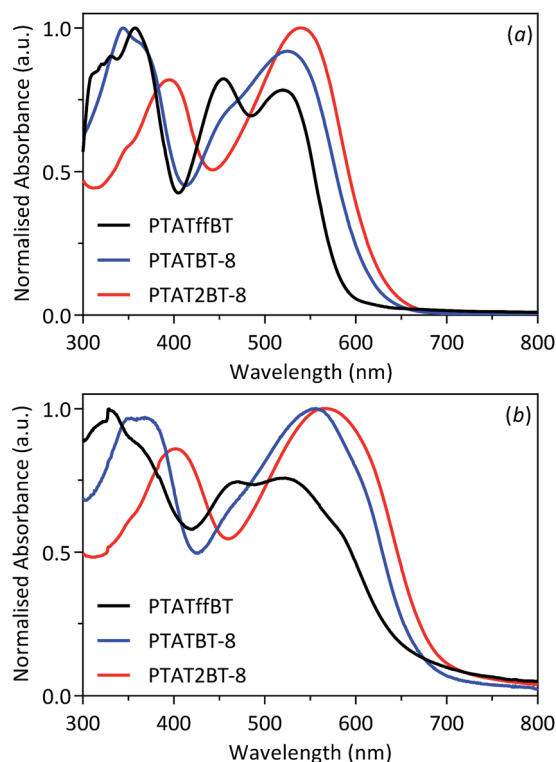 (a)
Normalised Absorbance (a.u.)
1.0
0.5
0.0
PTATffBT
PTATBT-8
PTAT2BT-8
300 400 500 600 700 800
Wavelength (nm)
(b)
Normalised Absorbance (a.u.)
1.0
0.5
0.0
PTATffBT
PTATBT-8
PTAT2BT-8
300 400 500 600 700 800
Wavelength (nm)